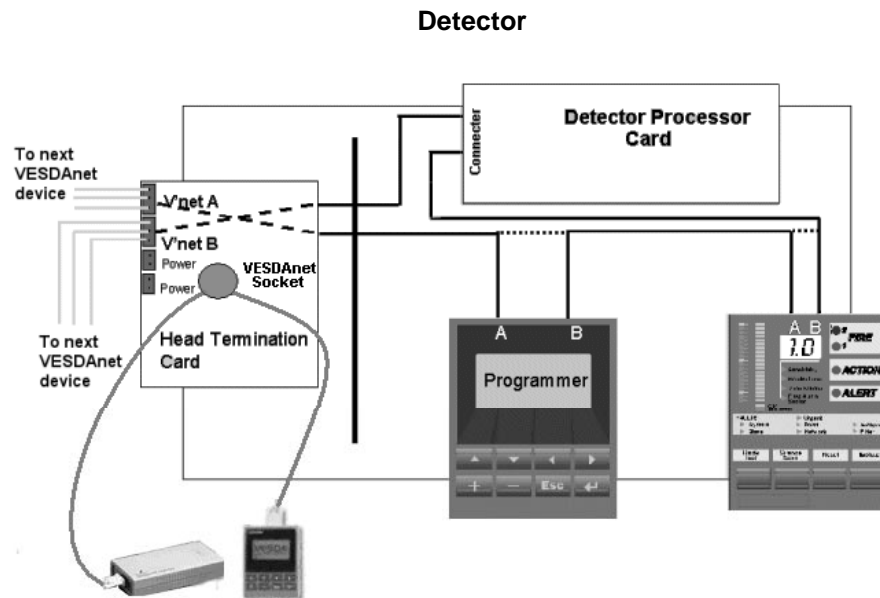 Detector
Detector Processor
Card
Connecter
To next
VESDAnet
device
V'net A
V'net B
Power
Power
VESDAnet
Socket
Head Termination
Card
To next
VESDAnet
device
A B
Programmer
Esc
A B
1.0
FIRE
ACTION
ALERT